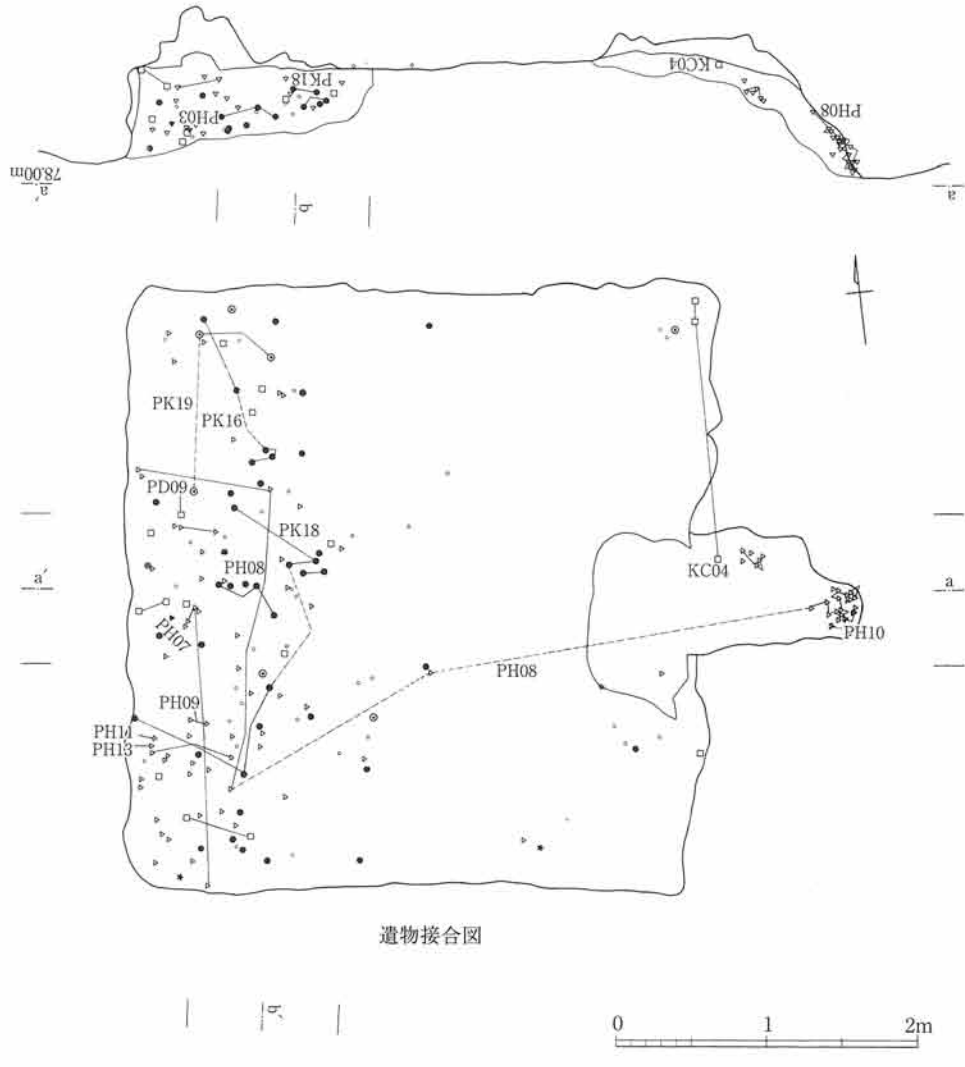 KC04
PK18
PH03
PH08
78.00m
a′
a
b
PK19
PK16
PD09
PK18
PH08
a′
a
KC04
PH07
PH10
PH08
PH09
PH11
PH13
遺物接合図
b′
0 1 2m